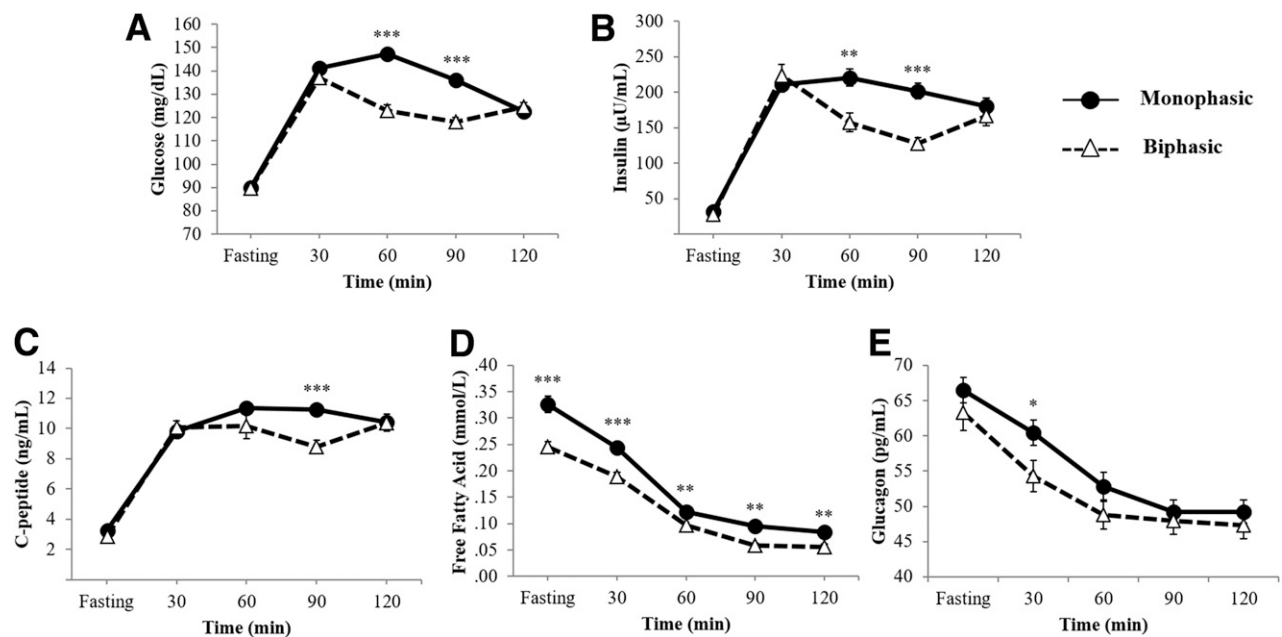 A
Glucose (mg/dL)
160
150
140
130
120
110
100
90
80
70
***
***
Fasting 30 60 90 120
Time (min)
B
Insulin (µU/mL)
300
250
200
150
100
50
**
***
Fasting 30 60 90 120
Time (min)
Monophasic
Biphasic
C
C-peptide (ng/mL)
14
12
10
8
6
4
2
***
Fasting 30 60 90 120
Time (min)
D
Free Fatty Acid (mmol/L)
.40
.35
.30
.25
.20
.15
.10
.05
.00
***
***
**
**
**
Fasting 30 60 90 120
Time (min)
E
Glucagon (pg/mL)
70
65
60
55
50
45
40
*
Fasting 30 60 90 120
Time (min)